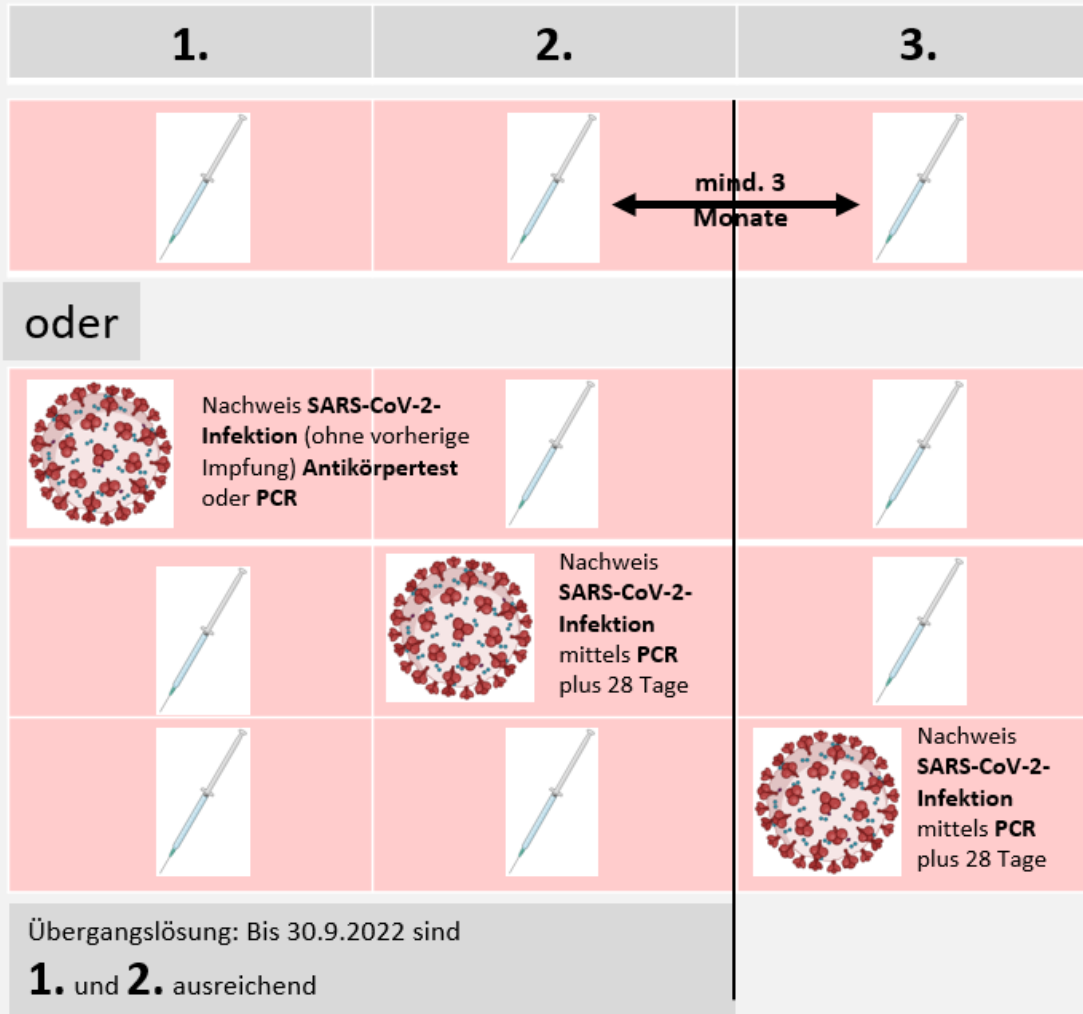 1.
2.
3.
mind. 3
Monate
oder
Nachweis SARS-CoV-2-
Infektion (ohne vorherige
Impfung) Antikörpertest
oder PCR
Nachweis
SARS-CoV-2-
Infektion
mittels PCR
plus 28 Tage
Nachweis
SARS-CoV-2-
Infektion
mittels PCR
plus 28 Tage
Übergangslösung: Bis 30.9.2022 sind
1. und 2. ausreichend